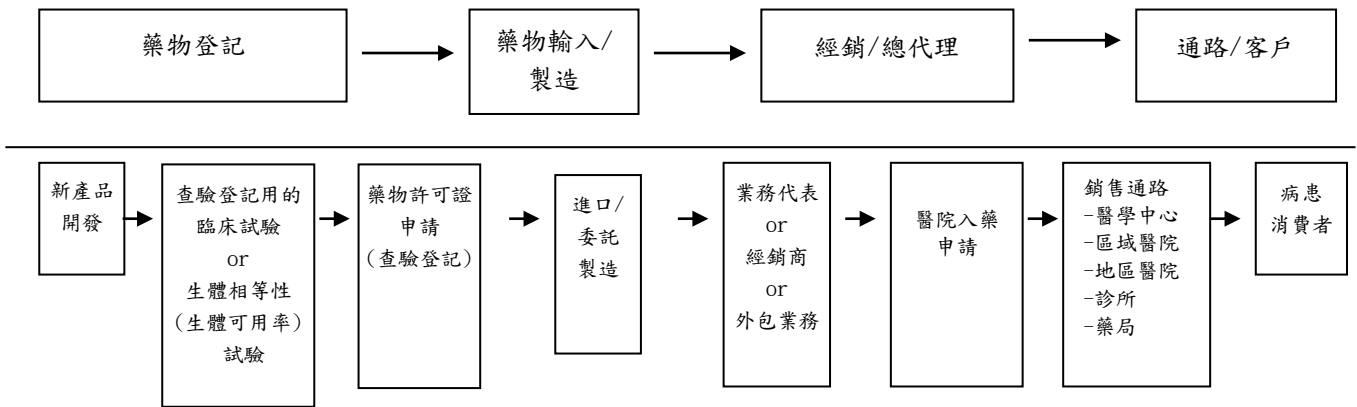 藥物登記
藥物輸入/
製造
經銷/總代理
通路/客戶
新產品
開發
查驗登記用的
臨床試驗
or
生體相等性
(生體可用率)
試驗
藥物許可證
申請
(查驗登記)
進口/
委託
製造
業務代表
or
經銷商
or
外包業務
醫院入藥
申請
銷售通路
-醫學中心
-區域醫院
-地區醫院
-診所
-藥局
病患
消費者